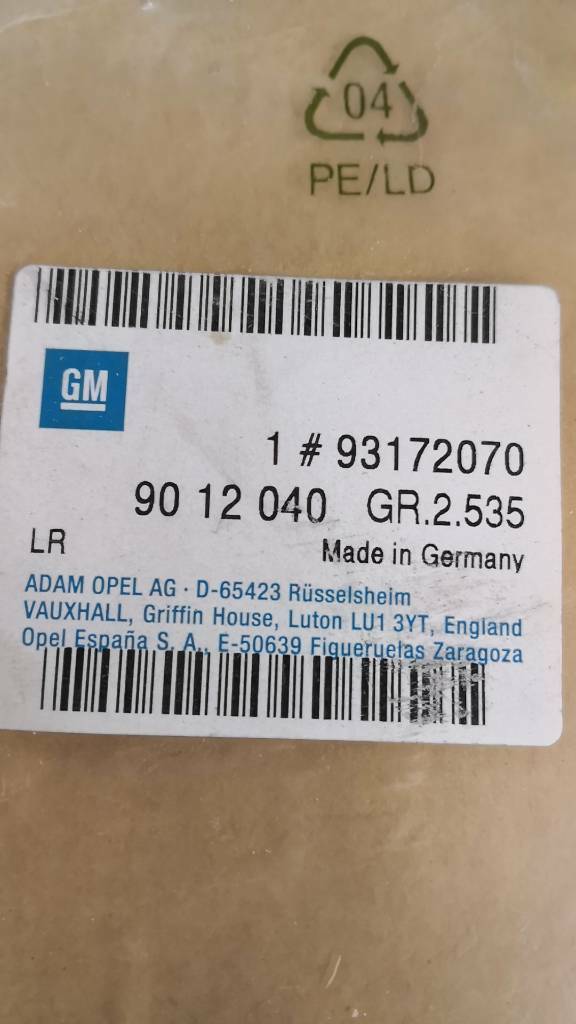 04
PE/LD
GM
1 # 93172070
90 12 040 GR.2.535
LR Made in Germany
ADAM OPEL AG · D-65423 Rüsselsheim
VAUXHALL, Griffin House, Luton LU1 3YT, England
Opel España S. A., E-50639 Figueruelas Zaragoza